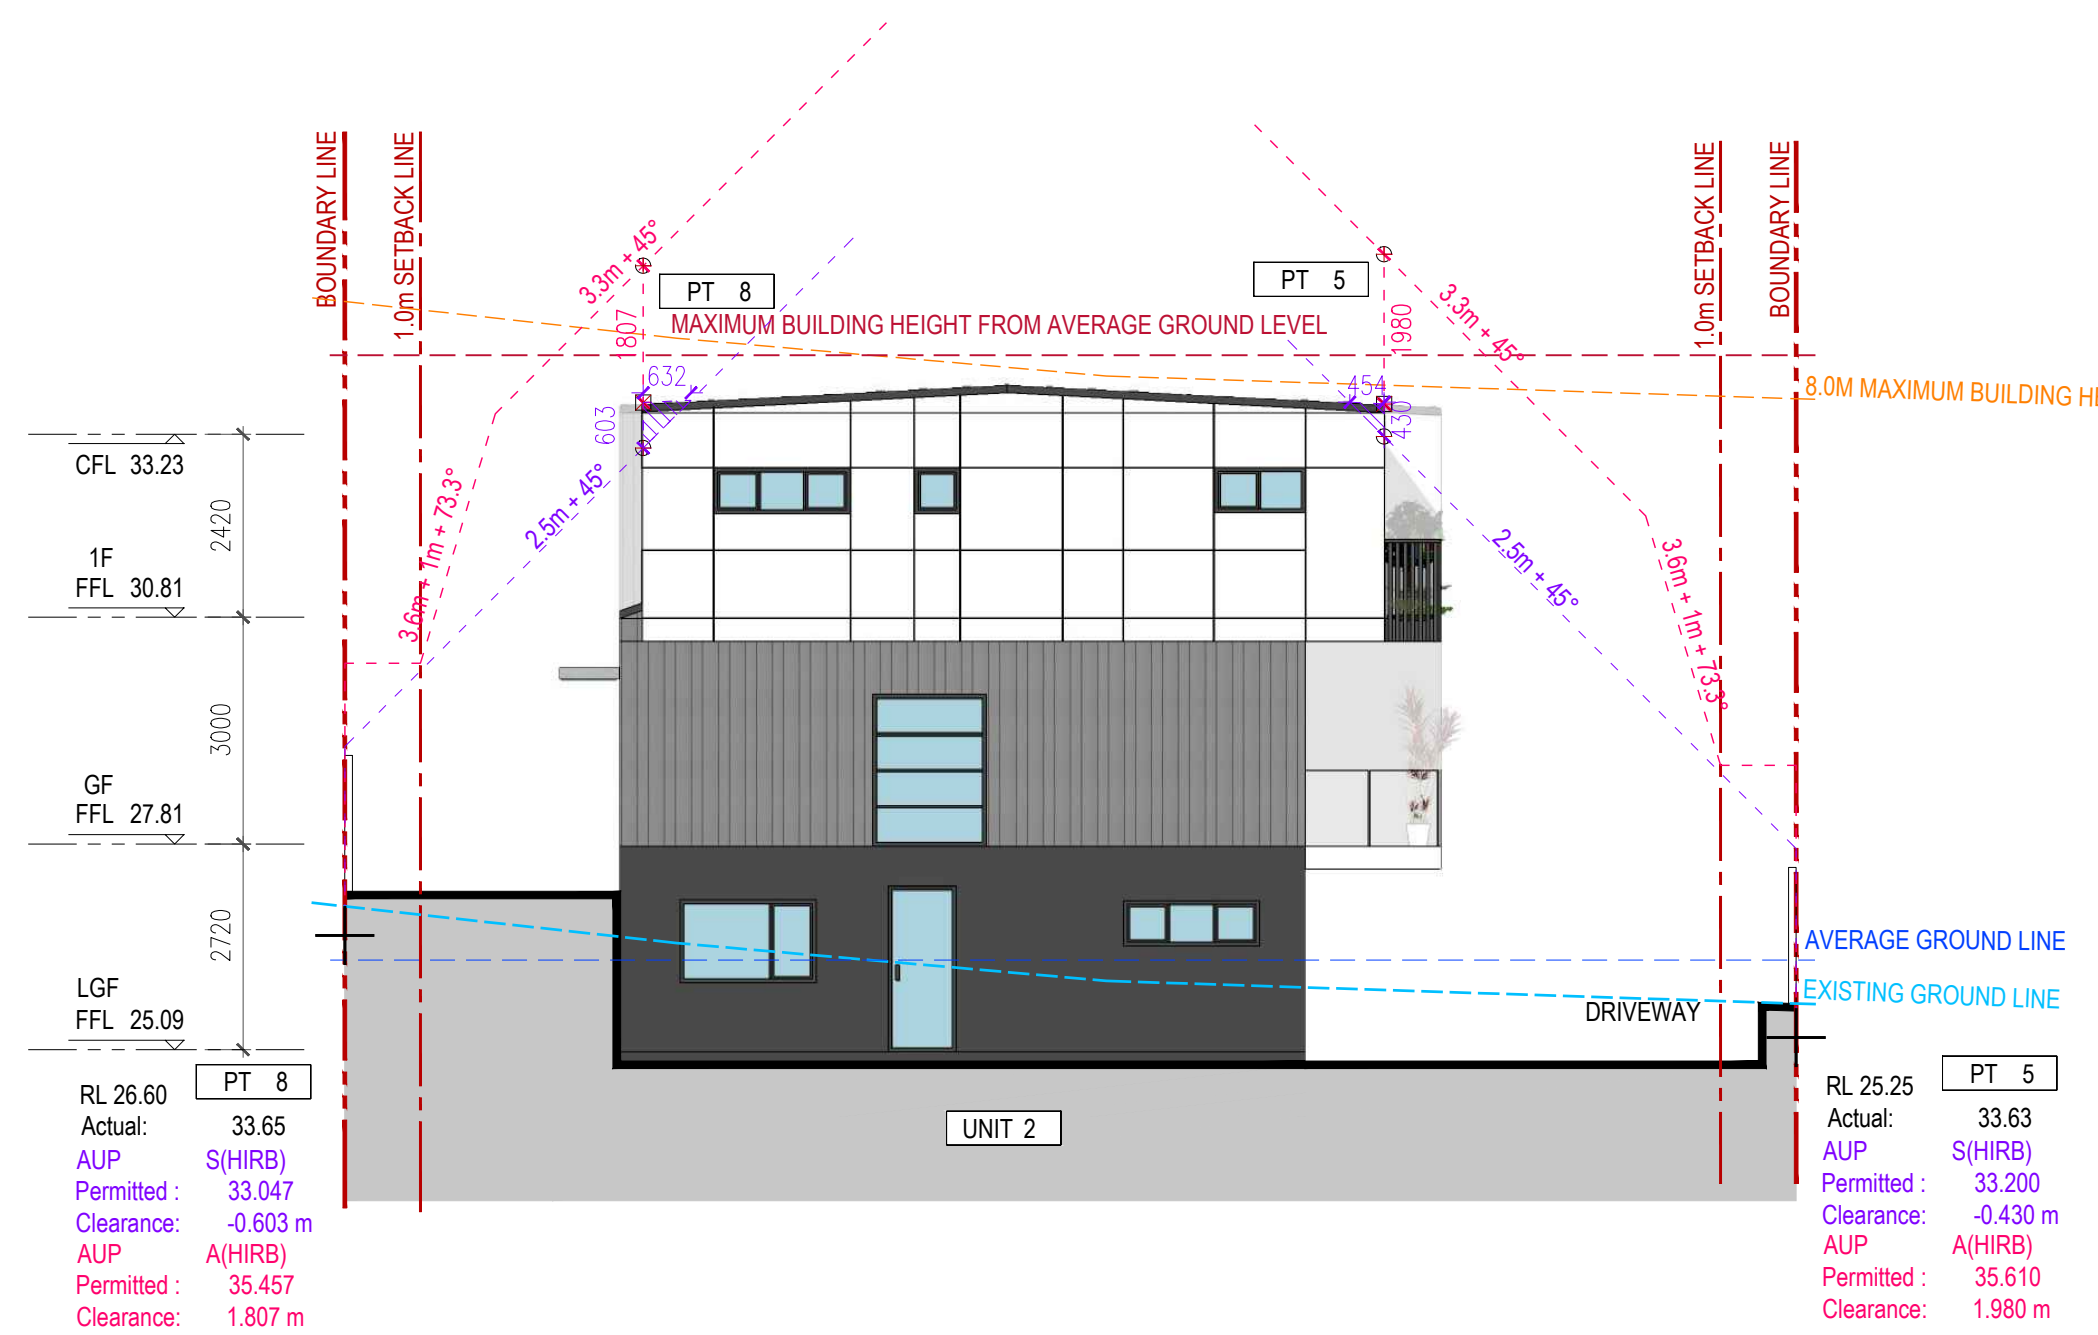 BOUNDARY LINE
1.0m SETBACK LINE
3.3m + 45°
PT 8
1807
MAXIMUM BUILDING HEIGHT FROM AVERAGE GROUND LEVEL
PT 5
1980
3.3m + 45°
1.0m SETBACK LINE
BOUNDARY LINE
8.0M MAXIMUM BUILDING HE
632
603
454
430
2.5m + 45°
3.6m + 1m + 73.3°
2.5m + 45°
3.6m + 1m + 73.3°
CFL 33.23
2420
1F
FFL 30.81
3000
GF
FFL 27.81
2720
LGF
FFL 25.09
AVERAGE GROUND LINE
EXISTING GROUND LINE
DRIVEWAY
UNIT 2
RL 26.60
PT 8
Actual: 33.65
AUP S(HIRB)
Permitted : 33.047
Clearance: -0.603 m
AUP A(HIRB)
Permitted : 35.457
Clearance: 1.807 m
RL 25.25
PT 5
Actual: 33.63
AUP S(HIRB)
Permitted : 33.200
Clearance: -0.430 m
AUP A(HIRB)
Permitted : 35.610
Clearance: 1.980 m